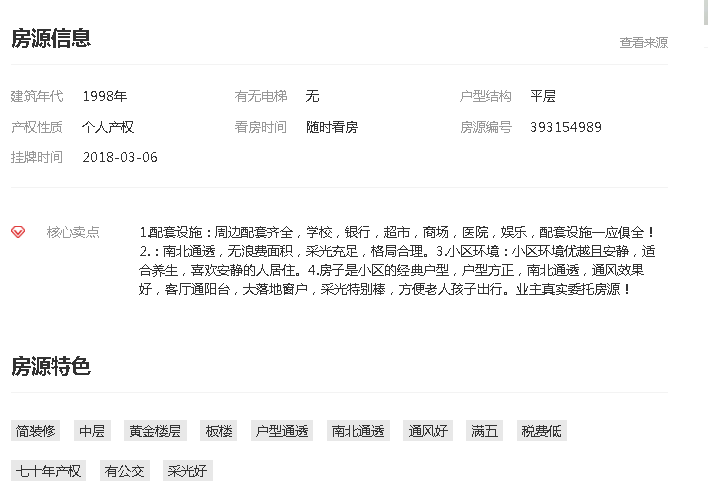 房源信息 查看来源
建筑年代 1998年 有无电梯 无 户型结构 平层
产权性质 个人产权 看房时间 随时看房 房源编号 393154989
挂牌时间 2018-03-06
核心卖点 1.配套设施：周边配套齐全，学校，银行，超市，商场，医院，娱乐，配套设施一应俱全！
2.：南北通透，无浪费面积，采光充足，格局合理。3.小区环境：小区环境优越且安静，适
合养生，喜欢安静的人居住。4.房子是小区的经典户型，户型方正，南北通透，通风效果
好，客厅通阳台，大落地窗户，采光特别棒，方便老人孩子出行。业主真实委托房源！
房源特色
简装修 中层 黄金楼层 板楼 户型通透 南北通透 通风好 满五 税费低
七十年产权 有公交 采光好